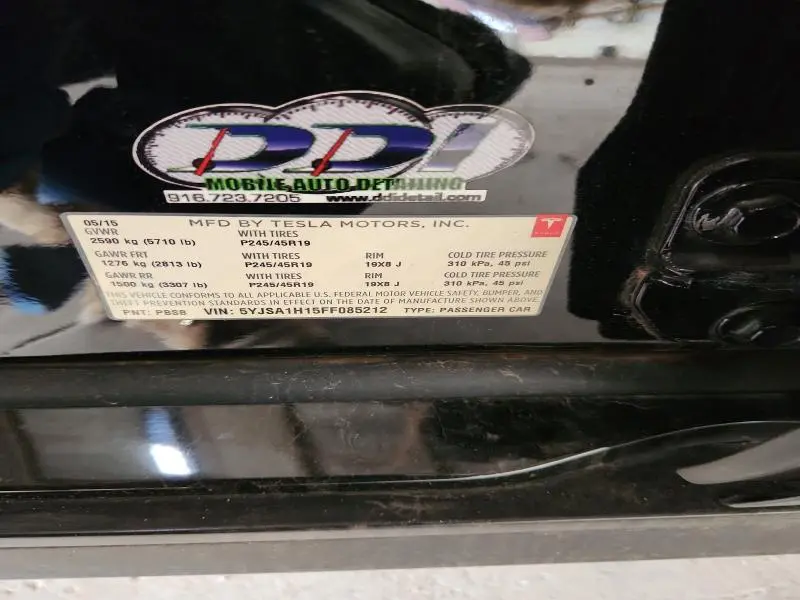 DDI
MOBILE AUTO DETAILING
916.723.7205 www.ddidetail.com
05/15 MFD BY TESLA MOTORS, INC.
GVWR WITH TIRES
2590 kg (5710 lb) P245/45R19
GAWR FRT WITH TIRES RIM COLD TIRE PRESSURE
1276 kg (2813 lb) P245/45R19 19X8 J 310 kPa, 45 psi
GAWR RR WITH TIRES RIM COLD TIRE PRESSURE
1500 kg (3307 lb) P245/45R19 19X8 J 310 kPa, 45 psi
THIS VEHICLE CONFORMS TO ALL APPLICABLE U.S. FEDERAL MOTOR VEHICLE SAFETY, BUMPER, AND
THEFT PREVENTION STANDARDS IN EFFECT ON THE DATE OF MANUFACTURE SHOWN ABOVE.
PNT: PBSB VIN: 5YJSA1H15FF085212 TYPE: PASSENGER CAR